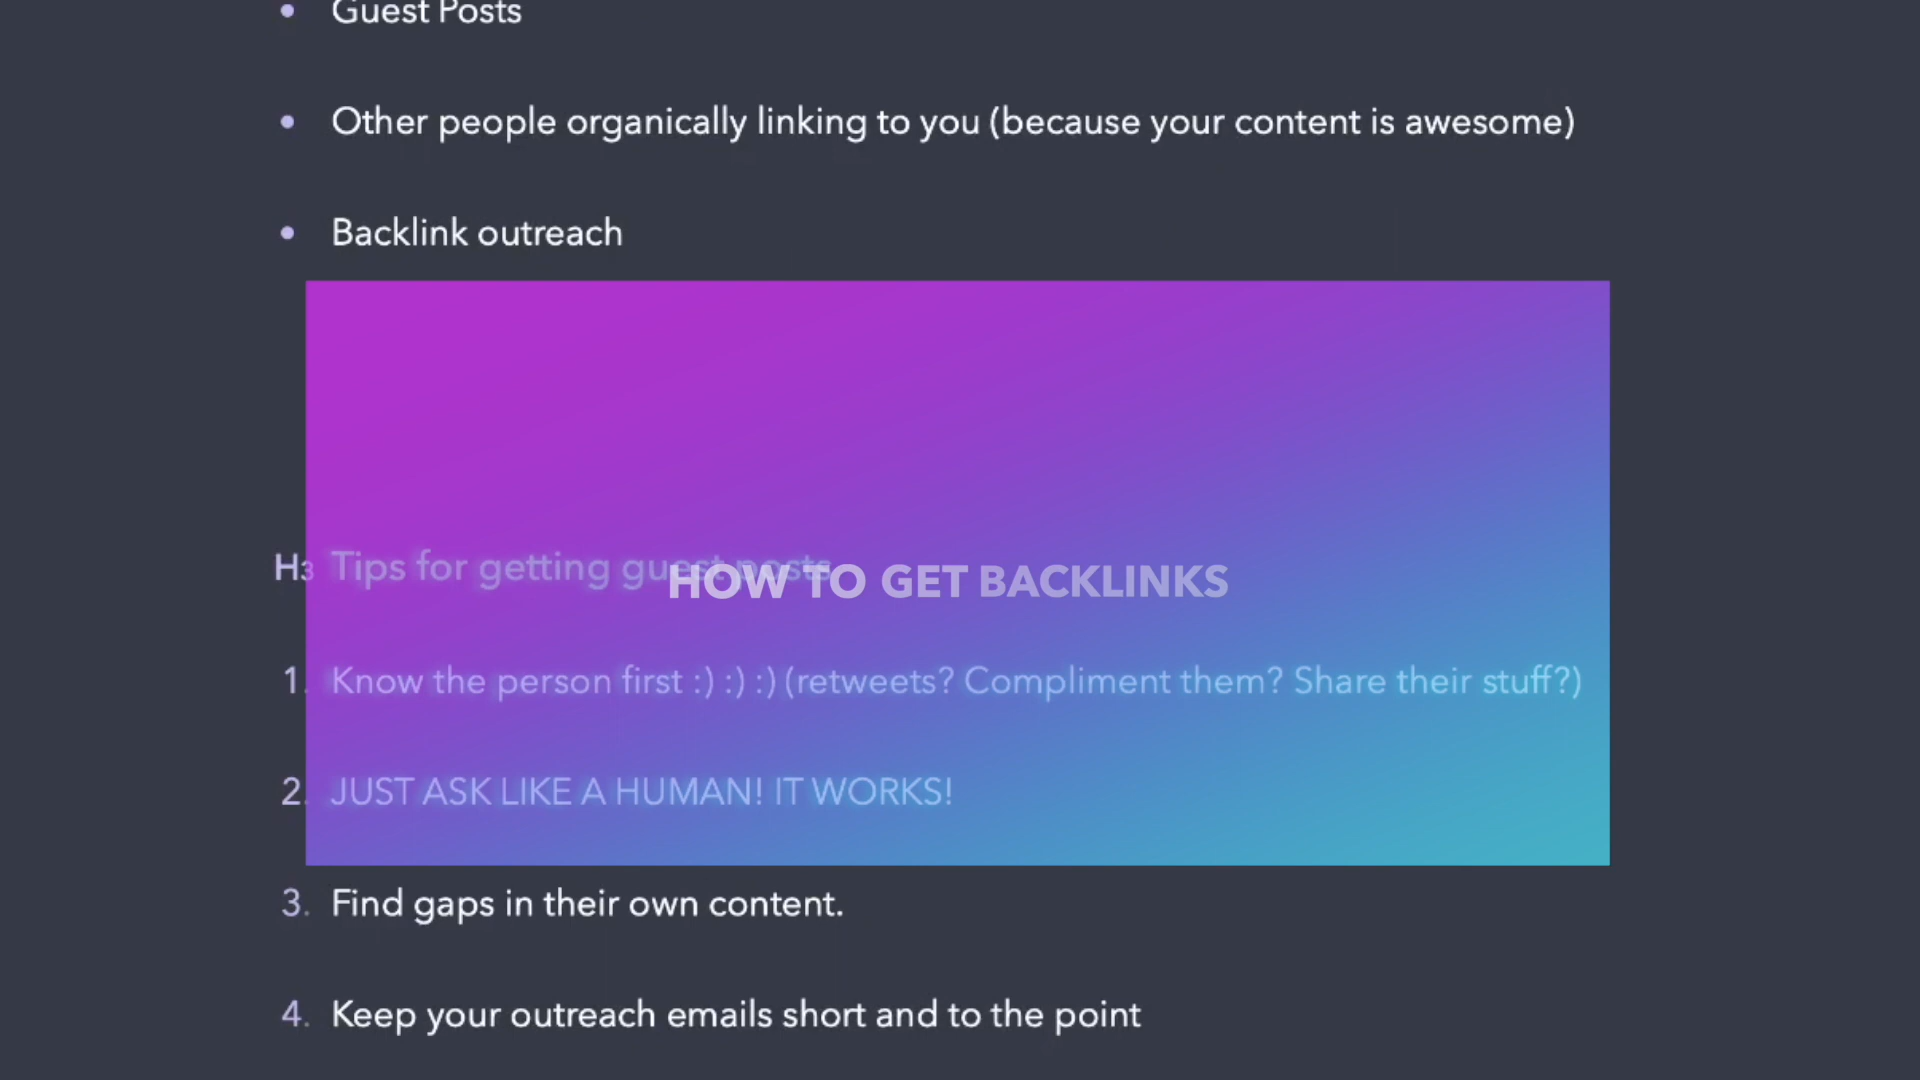 Guest Posts
Other people organically linking to you (because your content is awesome)
Backlink outreach
H3 Tips for getting guest posts
HOW TO GET BACKLINKS
1. Know the person first :) :) :) (retweets? Compliment them? Share their stuff?)
2. JUST ASK LIKE A HUMAN! IT WORKS!
3. Find gaps in their own content.
4. Keep your outreach emails short and to the point